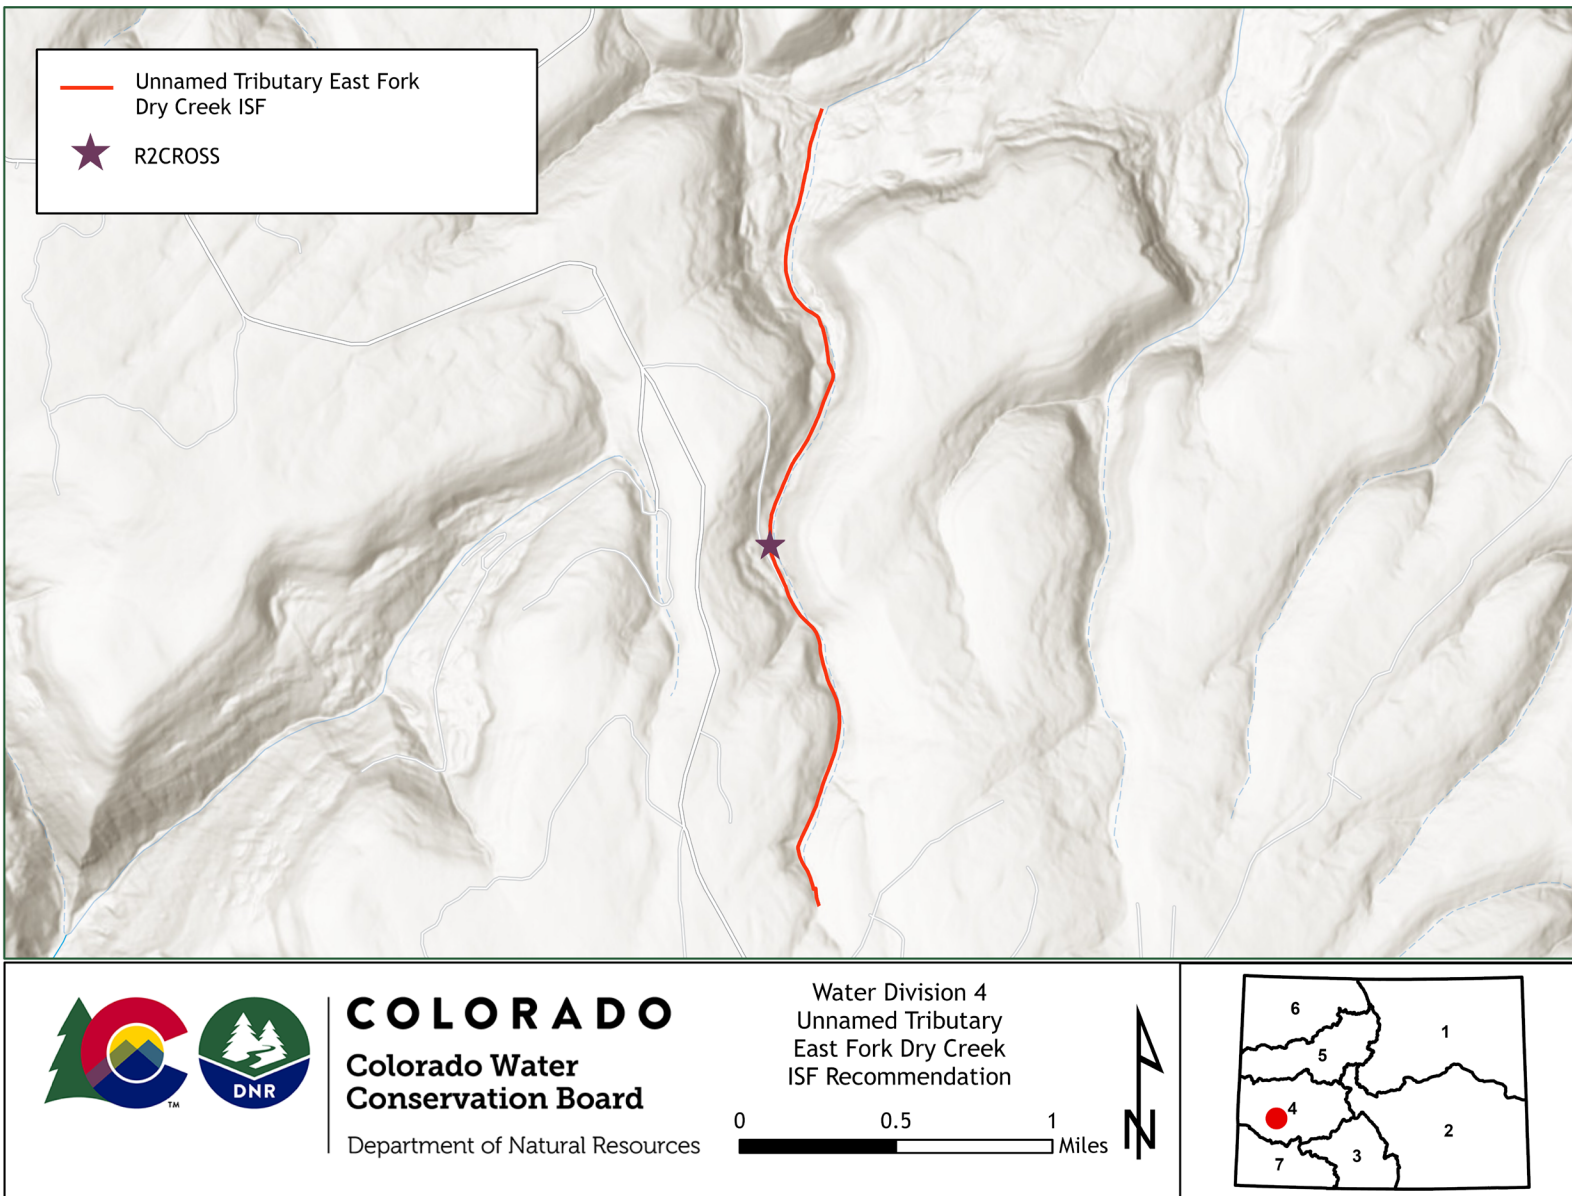 Unnamed Tributary East Fork
Dry Creek ISF
R2CROSS
COLORADO
Colorado Water
Conservation Board
Department of Natural Resources
DNR
TM
Water Division 4
Unnamed Tributary
East Fork Dry Creek
ISF Recommendation
0 0.5 1
Miles
N
6
1
5
4
2
3
7